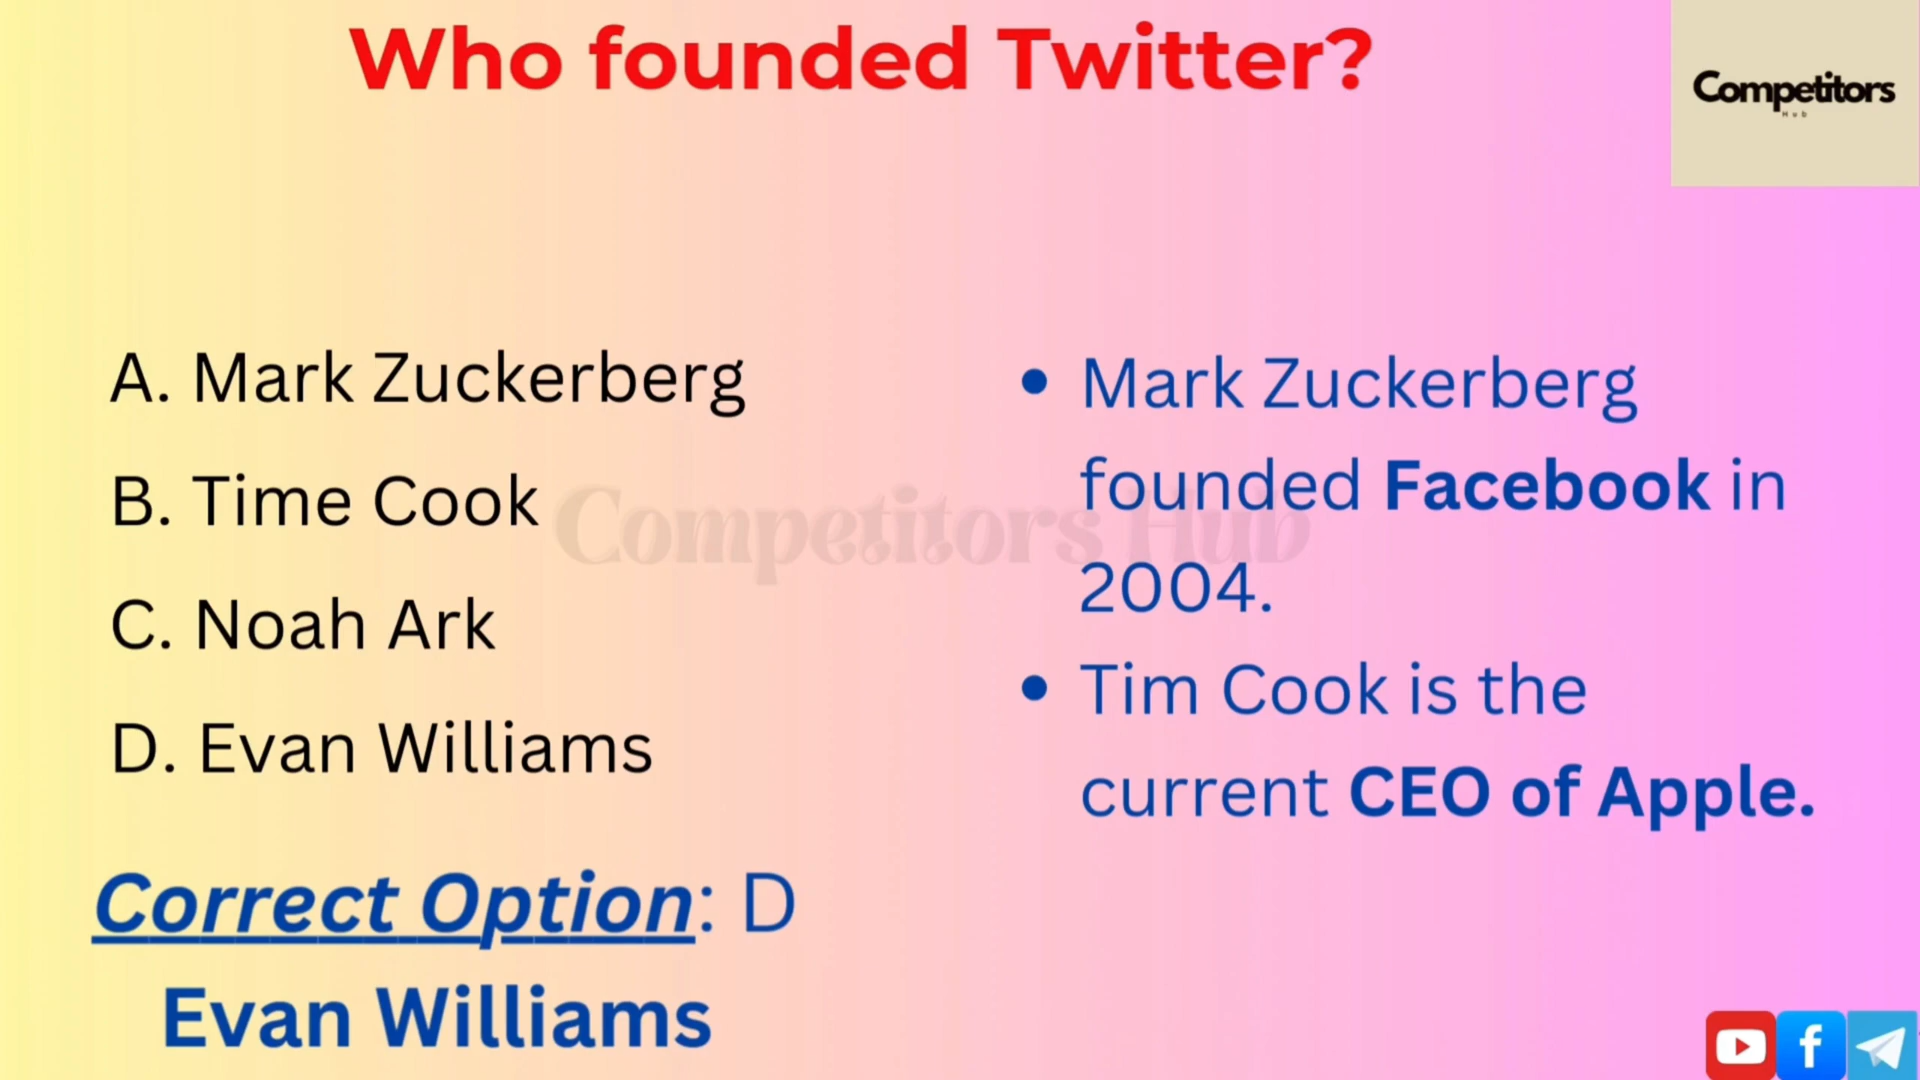 Who founded Twitter?
Competitors
Hub
A. Mark Zuckerberg
B. Time Cook
C. Noah Ark
D. Evan Williams
Correct Option: D
Evan Williams
• Mark Zuckerberg
founded Facebook in
2004.
• Tim Cook is the
current CEO of Apple.
Competitors Hub